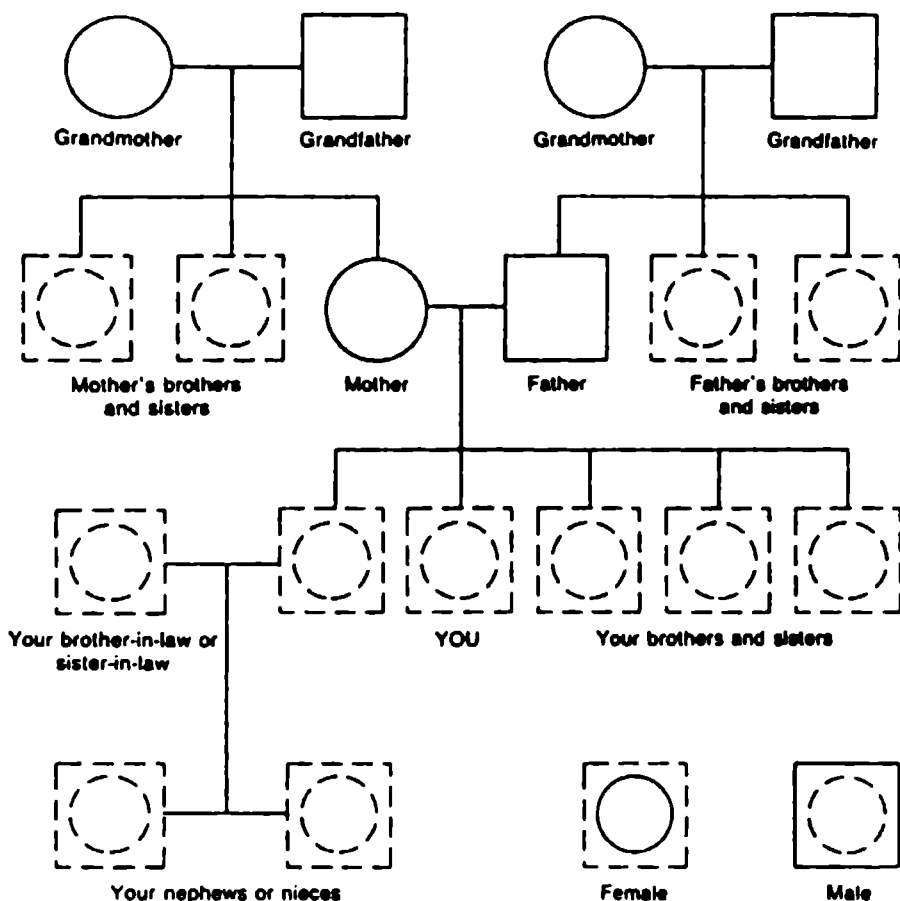 Grandmother
Grandfather
Grandmother
Grandfather
Mother's brothers
and sisters
Mother
Father
Father's brothers
and sisters
Your brother-in-law or
sister-in-law
YOU
Your brothers and sisters
Your nephews or nieces
Female
Male